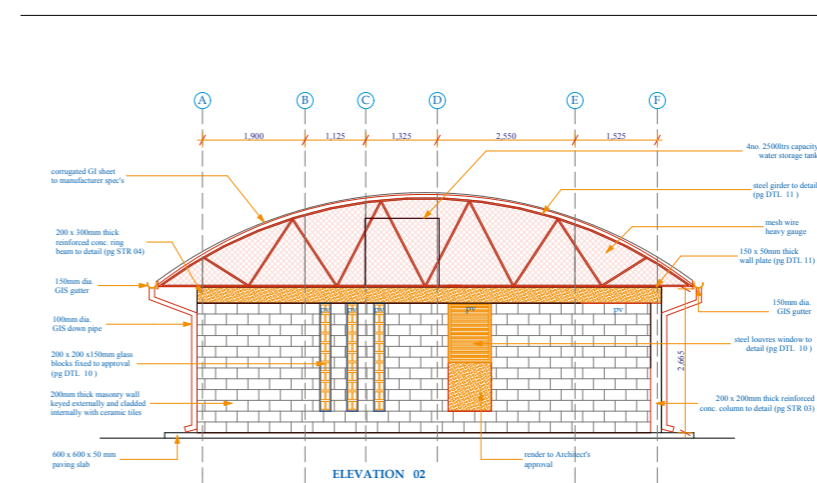 A B C D E F
1,900 1,125 1,325 2,550 1,525
4no. 2500ltrs capacity
water storage tank
corrugated GI sheet
to manufacturer spec's
steel girder to detail
(pg DTL 11 )
mesh wire
heavy gauge
200 x 300mm thick
reinforced conc. ring
beam to detail (pg STR 04)
150 x 50mm thick
wall plate (pg DTL 11)
150mm dia.
GIS gutter
150mm dia.
GIS gutter
100mm dia.
GIS down pipe
pv pv pv pv pv
steel louvres window to
detail (pg DTL 10 )
200 x 200 x150mm glass
blocks fixed to approval
(pg DTL 10 )
2,665
200mm thick masonry wall
keyed externally and cladded
internally with ceramic tiles
200 x 200mm thick reinforced
conc. column to detail (pg STR 03)
600 x 600 x 50 mm
paving slab
render to Architect's
approval
ELEVATION 02